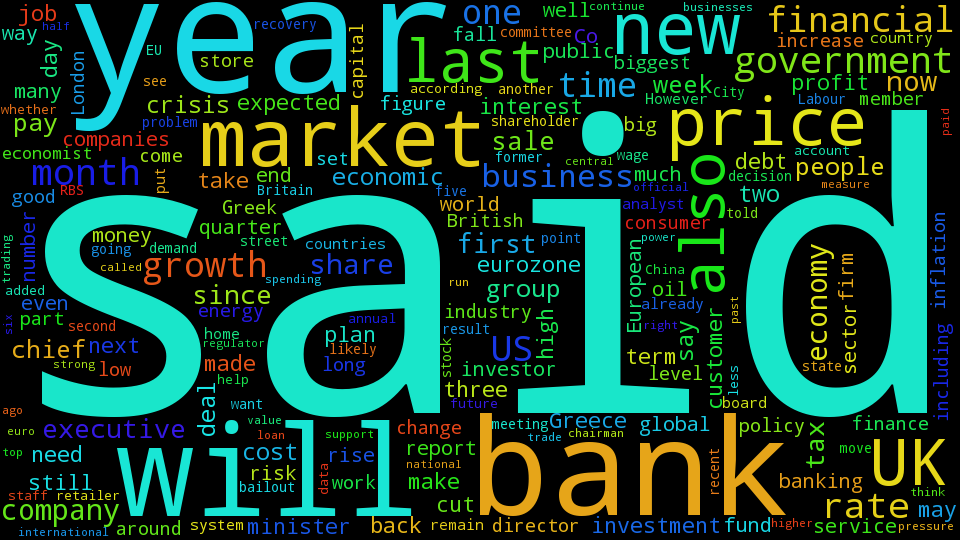 job
way
half
recovery
one
well
continue
businesses
year
last
new
financial
fall
committee
Co
increase
country
EU
store
London
day
capital
public
government
according
another
see
time
biggest
many
crisis
expected
figure
interest
week
However
City
profit
now
Labour
member
whether
pay
problem
companies
market
shareholder
big
price
paid
sale
economist
come
month
put
set
economic
end
former
central
wage
much
debt
account
decision
people
RBS
take
Britain
business
official
two
measure
good
five
world
analyst
told
also
Greek
British
consumer
number
quarter
money
going
demand
street
countries
first
point
power
European
trading
called
growth
share
eurozone
China
oil
economy
firm
inflation
added
since
spending
run
group
already
past
sector
even
energy
annual
industry
part
six
second
home
plan
result
right
high
say
customer
chief
next
regulator
likely
US
term
state
including
strong
low
made
long
stock
investor
level
less
said
help
three
future
board
ago
deal
want
executive
value
meeting
Greece
global
policy
finance
euro
loan
support
change
trade
chairman
tax
top
need
cost
rise
report
move
UK
will
bank
still
risk
bailout
data
work
national
make
recent
banking
think
staff
retailer
cut
rate
may
company
around
system
minister
back
remain
director
investment
fund
higher
service
pressure
international